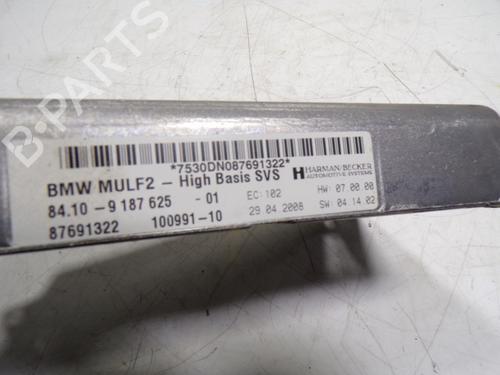 *7530DN087691322*
BMW MULF2 - High Basis SVS
HARMAN/BECKER
AUTOMOTIVE SYSTEMS
84.10 - 9 187 625 - 01
EC: 102
HW: 07 00 00
87691322 100991-10
29 04 2008
SW: 04 14 02
B-PARTS